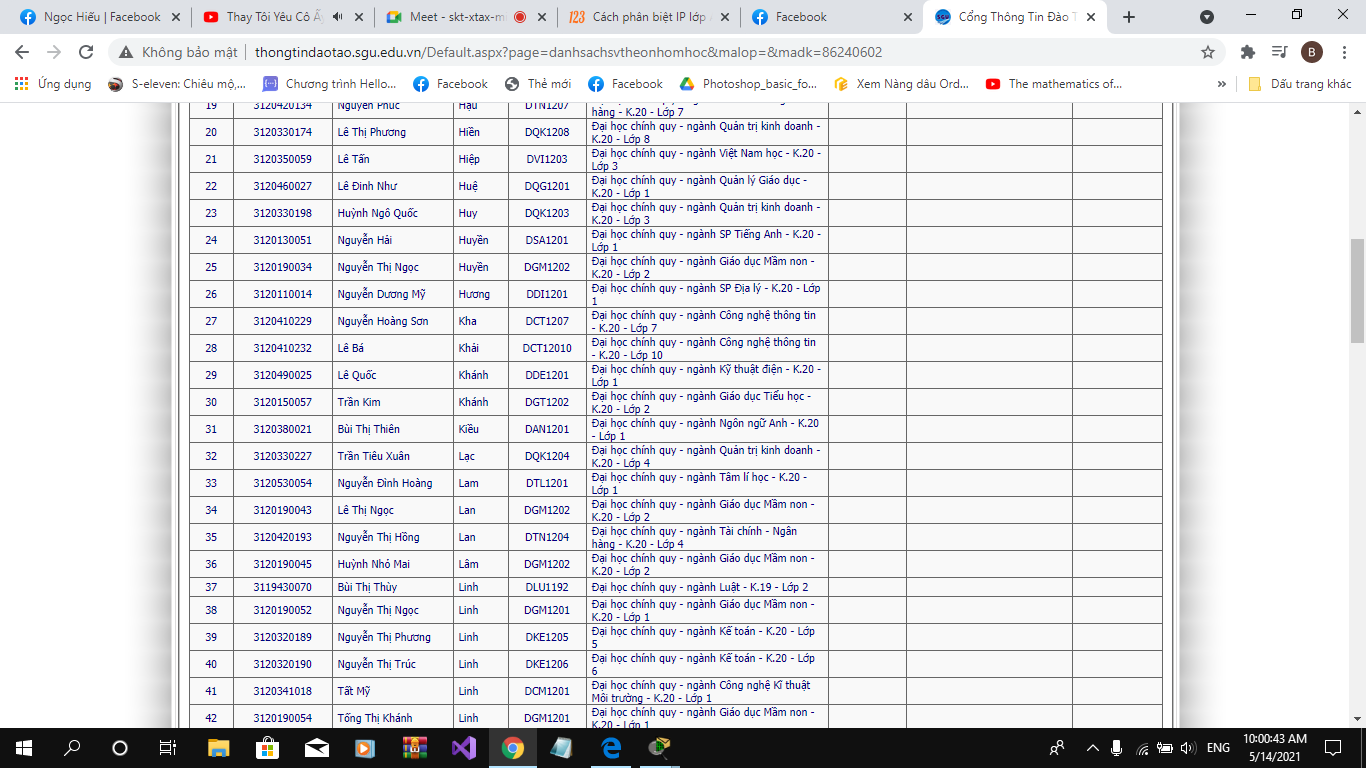 Ngọc Hiếu | Facebook
Thay Tôi Yêu Cô Ấy
Meet - skt-xtax-m
Cách phân biệt IP lớp
Facebook
Cổng Thông Tin Đào T
Không bảo mật | thongtindaotao.sgu.edu.vn/Default.aspx?page=danhsachsvtheonhomhoc&malop=&madk=86240602
B
Ứng dụng
S-eleven: Chiêu mộ,...
Chương trình Hello...
Facebook
Thẻ mới
Facebook
Photoshop_basic_fo...
Xem Nàng dâu Ord...
The mathematics of...
»
Dấu trang khác
19 3120420134 Nguyễn Phúc Hậu DTN1207
hàng - K.20 - Lớp 7
20 3120330174 Lê Thị Phương Hiền DQK1208 Đại học chính quy - ngành Quản trị kinh doanh -
K.20 - Lớp 8
21 3120350059 Lê Tấn Hiệp DVI1203 Đại học chính quy - ngành Việt Nam học - K.20 -
Lớp 3
22 3120460027 Lê Đinh Như Huệ DQG1201 Đại học chính quy - ngành Quản lý Giáo dục -
K.20 - Lớp 1
23 3120330198 Huỳnh Ngô Quốc Huy DQK1203 Đại học chính quy - ngành Quản trị kinh doanh -
K.20 - Lớp 3
24 3120130051 Nguyễn Hải Huyền DSA1201 Đại học chính quy - ngành SP Tiếng Anh - K.20 -
Lớp 1
25 3120190034 Nguyễn Thị Ngọc Huyền DGM1202 Đại học chính quy - ngành Giáo dục Mầm non -
K.20 - Lớp 2
26 3120110014 Nguyễn Dương Mỹ Hương DDI1201 Đại học chính quy - ngành SP Địa lý - K.20 - Lớp
1
27 3120410229 Nguyễn Hoàng Sơn Kha DCT1207 Đại học chính quy - ngành Công nghệ thông tin
- K.20 - Lớp 7
28 3120410232 Lê Bá Khải DCT12010 Đại học chính quy - ngành Công nghệ thông tin
- K.20 - Lớp 10
29 3120490025 Lê Quốc Khánh DDE1201 Đại học chính quy - ngành Kỹ thuật điện - K.20 -
Lớp 1
30 3120150057 Trần Kim Khánh DGT1202 Đại học chính quy - ngành Giáo dục Tiểu học -
K.20 - Lớp 2
31 3120380021 Bùi Thị Thiên Kiều DAN1201 Đại học chính quy - ngành Ngôn ngữ Anh - K.20
- Lớp 1
32 3120330227 Trần Tiêu Xuân Lạc DQK1204 Đại học chính quy - ngành Quản trị kinh doanh -
K.20 - Lớp 4
33 3120530054 Nguyễn Đình Hoàng Lam DTL1201 Đại học chính quy - ngành Tâm lí học - K.20 -
Lớp 1
34 3120190043 Lê Thị Ngọc Lan DGM1202 Đại học chính quy - ngành Giáo dục Mầm non -
K.20 - Lớp 2
35 3120420193 Nguyễn Thị Hồng Lan DTN1204 Đại học chính quy - ngành Tài chính - Ngân
hàng - K.20 - Lớp 4
36 3120190045 Huỳnh Nhó Mai Lâm DGM1202 Đại học chính quy - ngành Giáo dục Mầm non -
K.20 - Lớp 2
37 3119430070 Bùi Thị Thùy Linh DLU1192 Đại học chính quy - ngành Luật - K.19 - Lớp 2
38 3120190052 Nguyễn Thị Ngọc Linh DGM1201 Đại học chính quy - ngành Giáo dục Mầm non -
K.20 - Lớp 1
39 3120320189 Nguyễn Thị Phương Linh DKE1205 Đại học chính quy - ngành Kế toán - K.20 - Lớp
5
40 3120320190 Nguyễn Thị Trúc Linh DKE1206 Đại học chính quy - ngành Kế toán - K.20 - Lớp
6
41 3120341018 Tất Mỹ Linh DCM1201 Đại học chính quy - ngành Công nghệ Kĩ thuật
Môi trường - K.20 - Lớp 1
42 3120190054 Tống Thị Khánh Linh DGM1201 Đại học chính quy - ngành Giáo dục Mầm non -
K.20 - Lớp 1
ENG
10:00:43 AM
5/14/2021